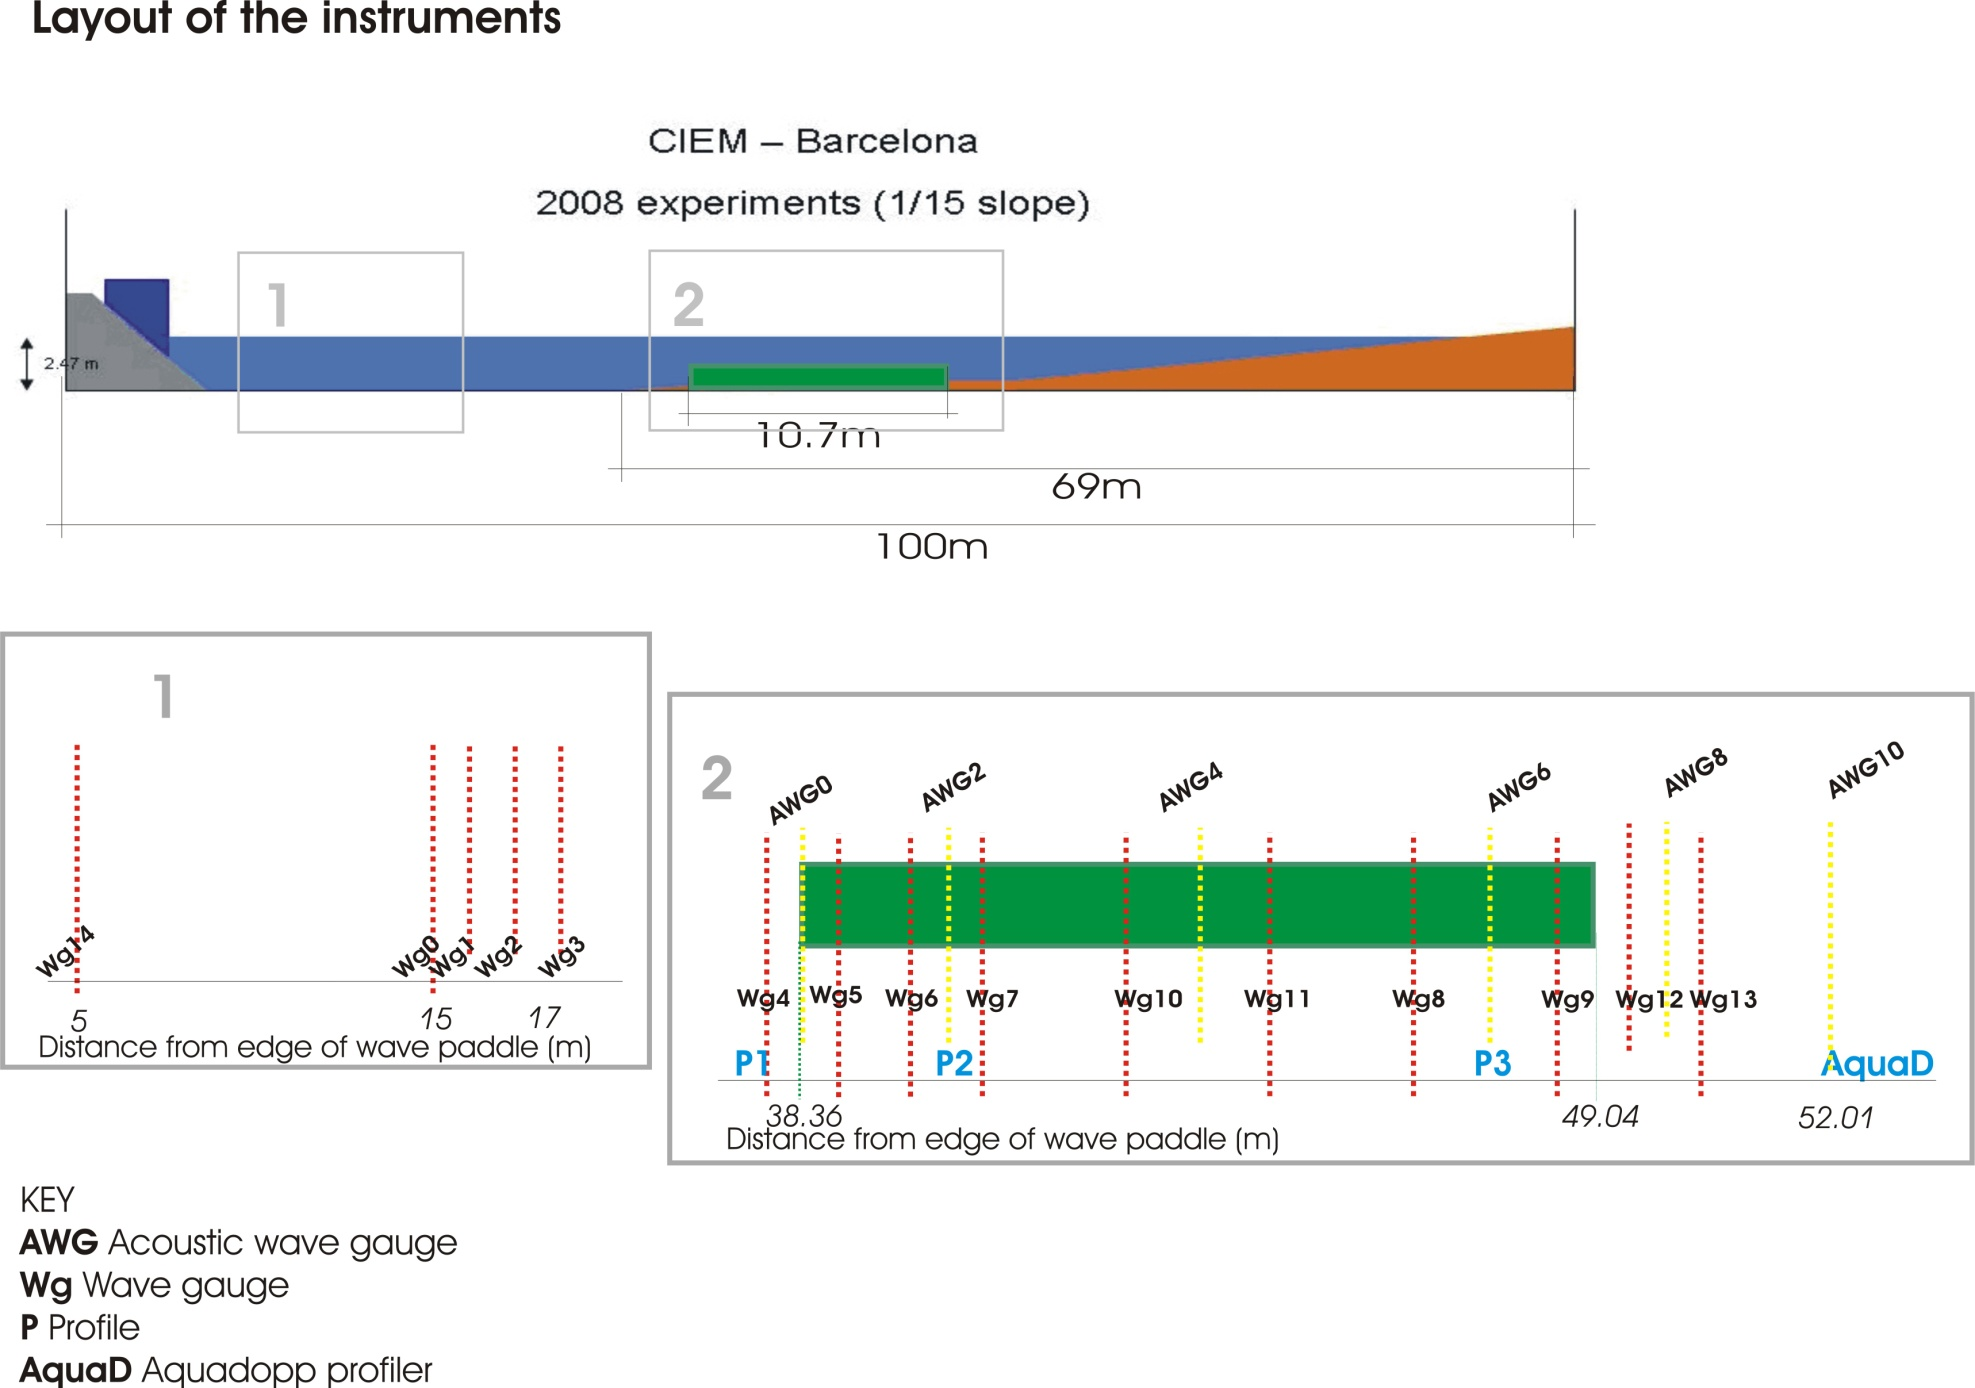 Layout of the instruments
CIEM – Barcelona
2008 experiments (1/15 slope)
1
2
2.47 m
10.7m
69m
100m
1
Wg14 Wg0 Wg1 Wg2 Wg3
5 15 17
Distance from edge of wave paddle (m)
2
AWG0 AWG2 AWG4 AWG6 AWG8 AWG10
Wg4 Wg5 Wg6 Wg7 Wg10 Wg11 Wg8 Wg9 Wg12 Wg13
P1 P2 P3 AquaD
38.36 49.04 52.01
Distance from edge of wave paddle (m)
KEY
AWG Acoustic wave gauge
Wg Wave gauge
P Profile
AquaD Aquadopp profiler